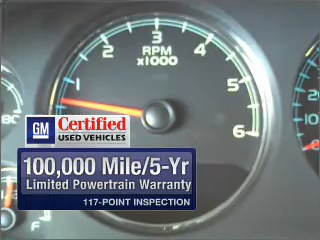 1
2
3
4
5
6
RPM
x1000
80
F
GM
Certified
USED VEHICLES
100,000 Mile/5-Yr
Limited Powertrain Warranty
117-POINT INSPECTION